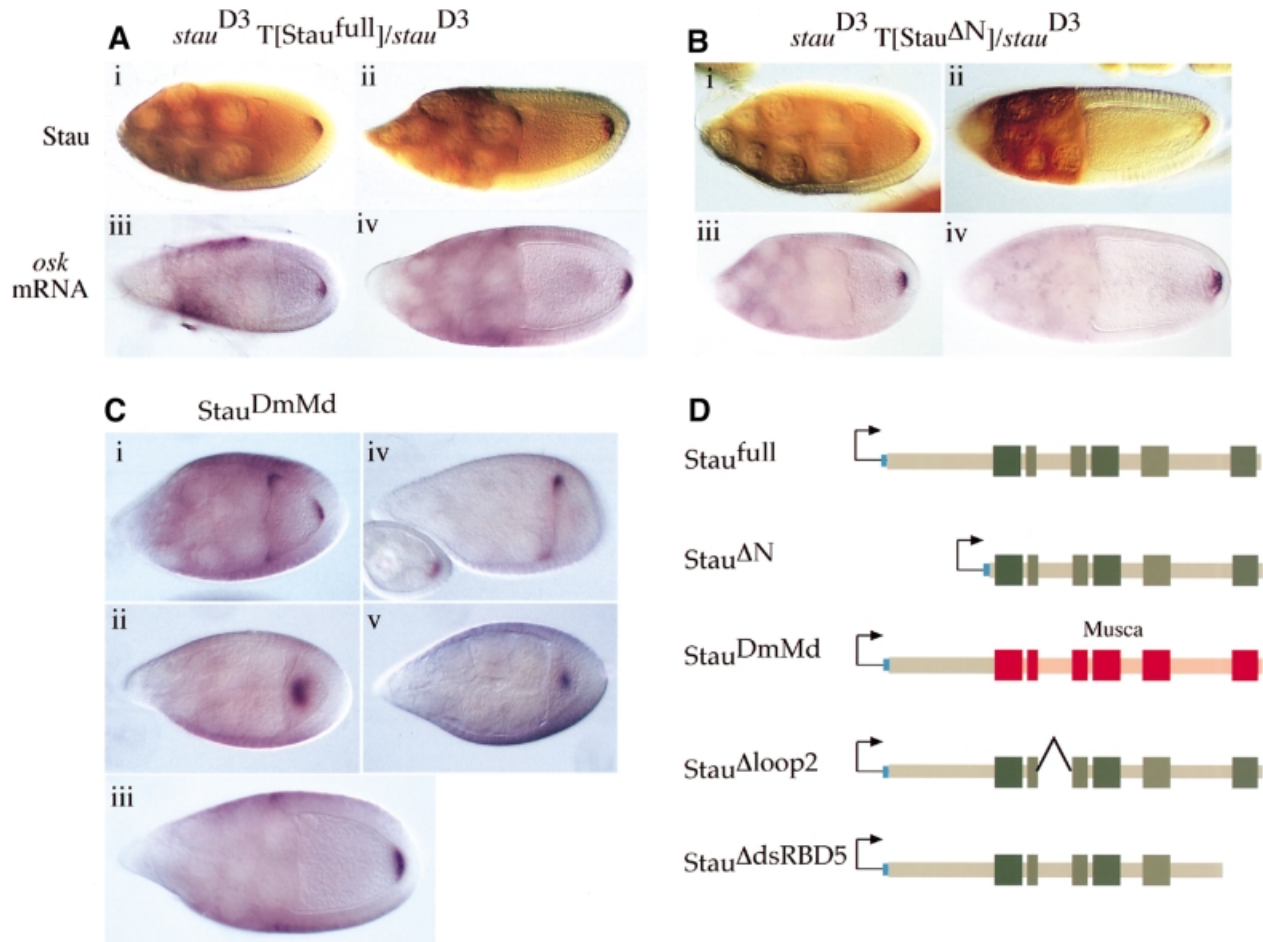 A stau^D3 T[Stau^full]/stau^D3
B stau^D3 T[Stau^ΔN]/stau^D3
Stau
i
ii
i
ii
osk
mRNA
iii
iv
iii
iv
C Stau^DmMd
i
iv
ii
v
iii
D
Stau^full
Stau^ΔN
Musca
Stau^DmMd
Stau^Δloop2
Stau^ΔdsRBD5